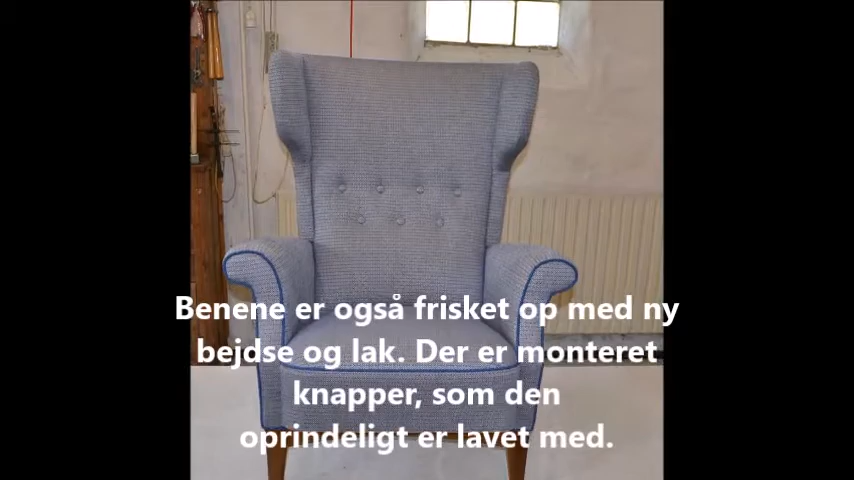 Benene er også frisket op med ny
bejdse og lak. Der er monteret
knapper, som den
oprindeligt er lavet med.